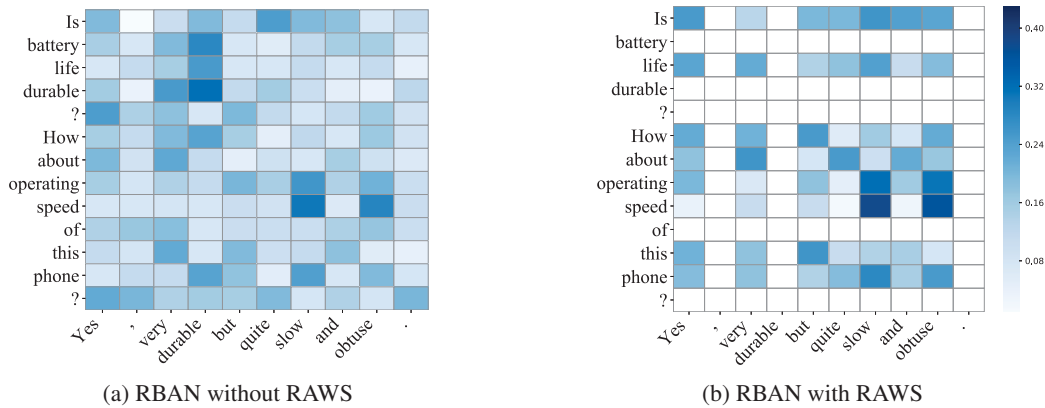 Is
battery
life
durable
?
How
about
operating
speed
of
this
phone
?
Yes
,
very
durable
but
quite
slow
and
obtuse
.
(a) RBAN without RAWS
Is
battery
life
durable
?
How
about
operating
speed
of
this
phone
?
Yes
,
very
durable
but
quite
slow
and
obtuse
.
0.40
0.32
0.24
0.16
0,08
(b) RBAN with RAWS